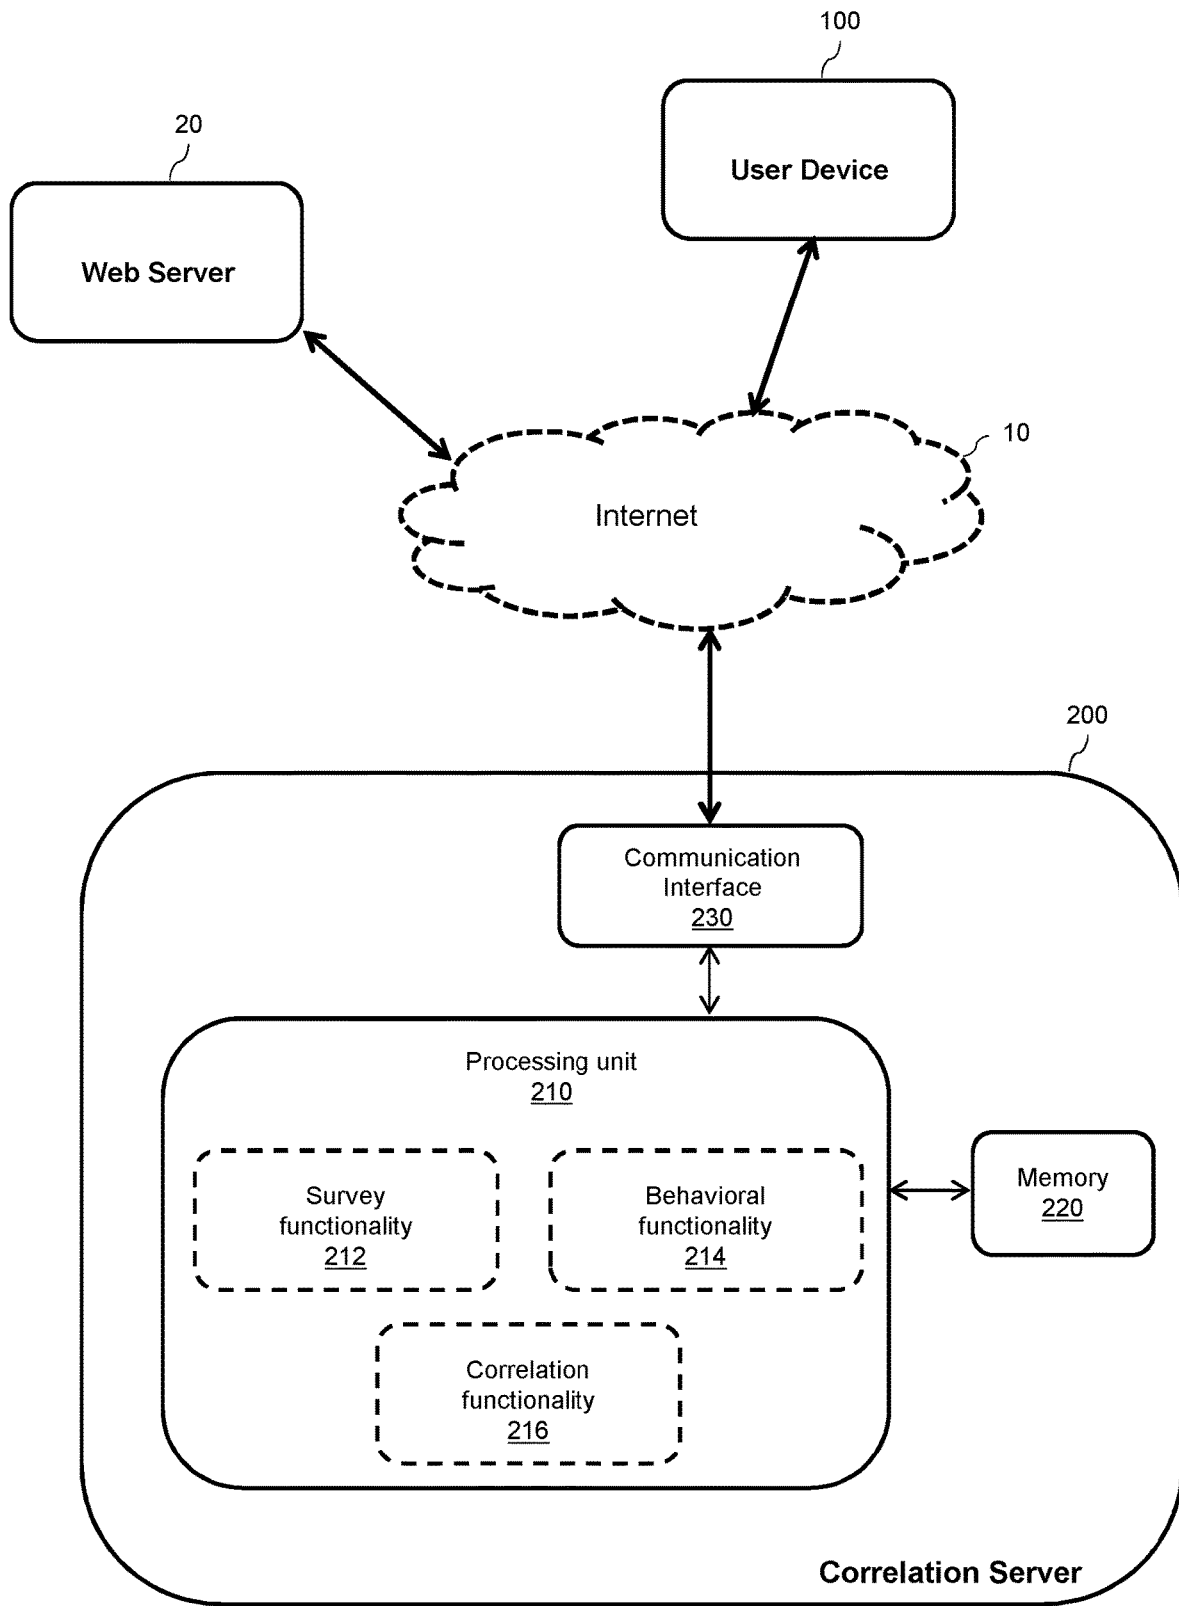 100
User Device
20
Web Server
10
Internet
200
Communication
Interface
230
Processing unit
210
Survey
functionality
212
Behavioral
functionality
214
Memory
220
Correlation
functionality
216
Correlation Server